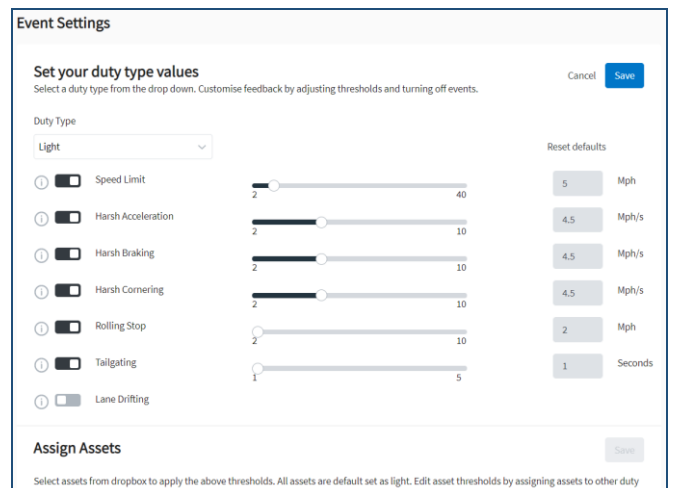 Event Settings
Set your duty type values
Select a duty type from the drop down. Customise feedback by adjusting thresholds and turning off events.
Cancel Save
Duty Type
Light
Reset defaults
Speed Limit 2 40 5 Mph
Harsh Acceleration 2 10 4.5 Mph/s
Harsh Braking 2 10 4.5 Mph/s
Harsh Cornering 2 10 4.5 Mph/s
Rolling Stop 2 10 2 Mph
Tailgating 1 5 1 Seconds
Lane Drifting
Assign Assets Save
Select assets from dropbox to apply the above thresholds. All assets are default set as light. Edit asset thresholds by assigning assets to other duty